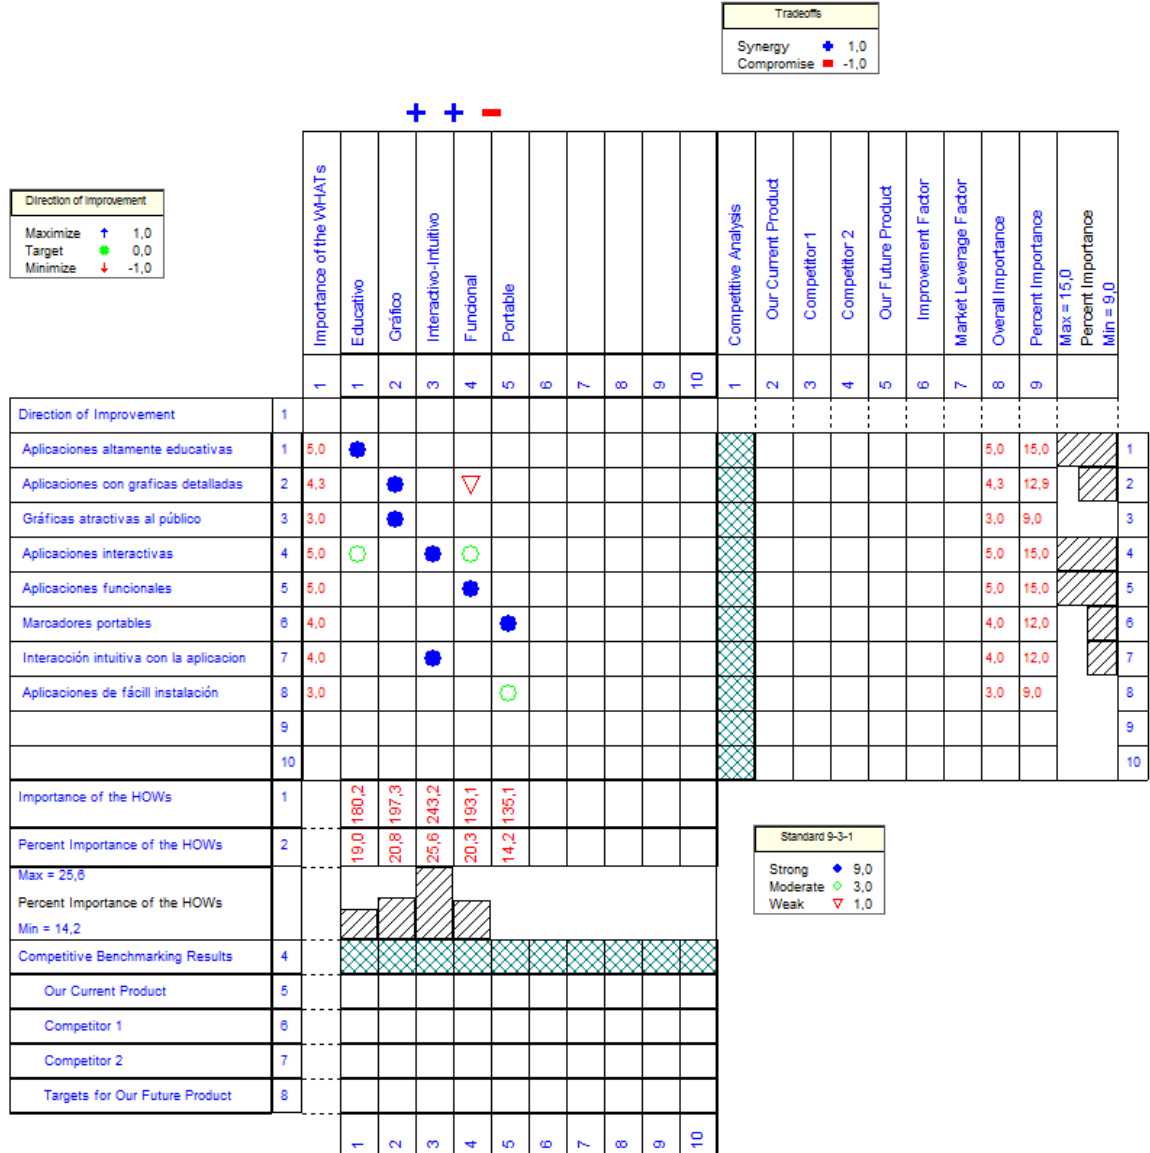 Tradeoffs
Synergy 1,0
Compromise -1,0
Direction of Improvement
Maximize 1,0
Target 0,0
Minimize -1,0
Importance of the WHATs
Educativo
Gráfico
Interactivo-Intuitivo
Funcional
Portable
Competitive Analysis
Our Current Product
Competitor 1
Competitor 2
Our Future Product
Improvement Factor
Market Leverage Factor
Overall Importance
Percent Importance
Max = 15,0
Percent Importance
Min = 9,0
1 1 2 3 4 5 6 7 8 9 10 1 2 3 4 5 6 7 8 9
Direction of Improvement 1
Aplicaciones altamente educativas 1 5,0 5,0 15,0 1
Aplicaciones con graficas detalladas 2 4,3 4,3 12,9 2
Gráficas atractivas al público 3 3,0 3,0 9,0 3
Aplicaciones interactivas 4 5,0 5,0 15,0 4
Aplicaciones funcionales 5 5,0 5,0 15,0 5
Marcadores portables 6 4,0 4,0 12,0 6
Interacción intuitiva con la aplicacion 7 4,0 4,0 12,0 7
Aplicaciones de fácill instalación 8 3,0 3,0 9,0 8
9 9
10 10
Importance of the HOWs 1 180,2 197,3 243,2 193,1 135,1
Percent Importance of the HOWs 2 19,0 20,8 25,6 20,3 14,2
Max = 25,6
Percent Importance of the HOWs
Min = 14,2
Standard 9-3-1
Strong 9,0
Moderate 3,0
Weak 1,0
Competitive Benchmarking Results 4
Our Current Product 5
Competitor 1 6
Competitor 2 7
Targets for Our Future Product 8
1 2 3 4 5 6 7 8 9 10